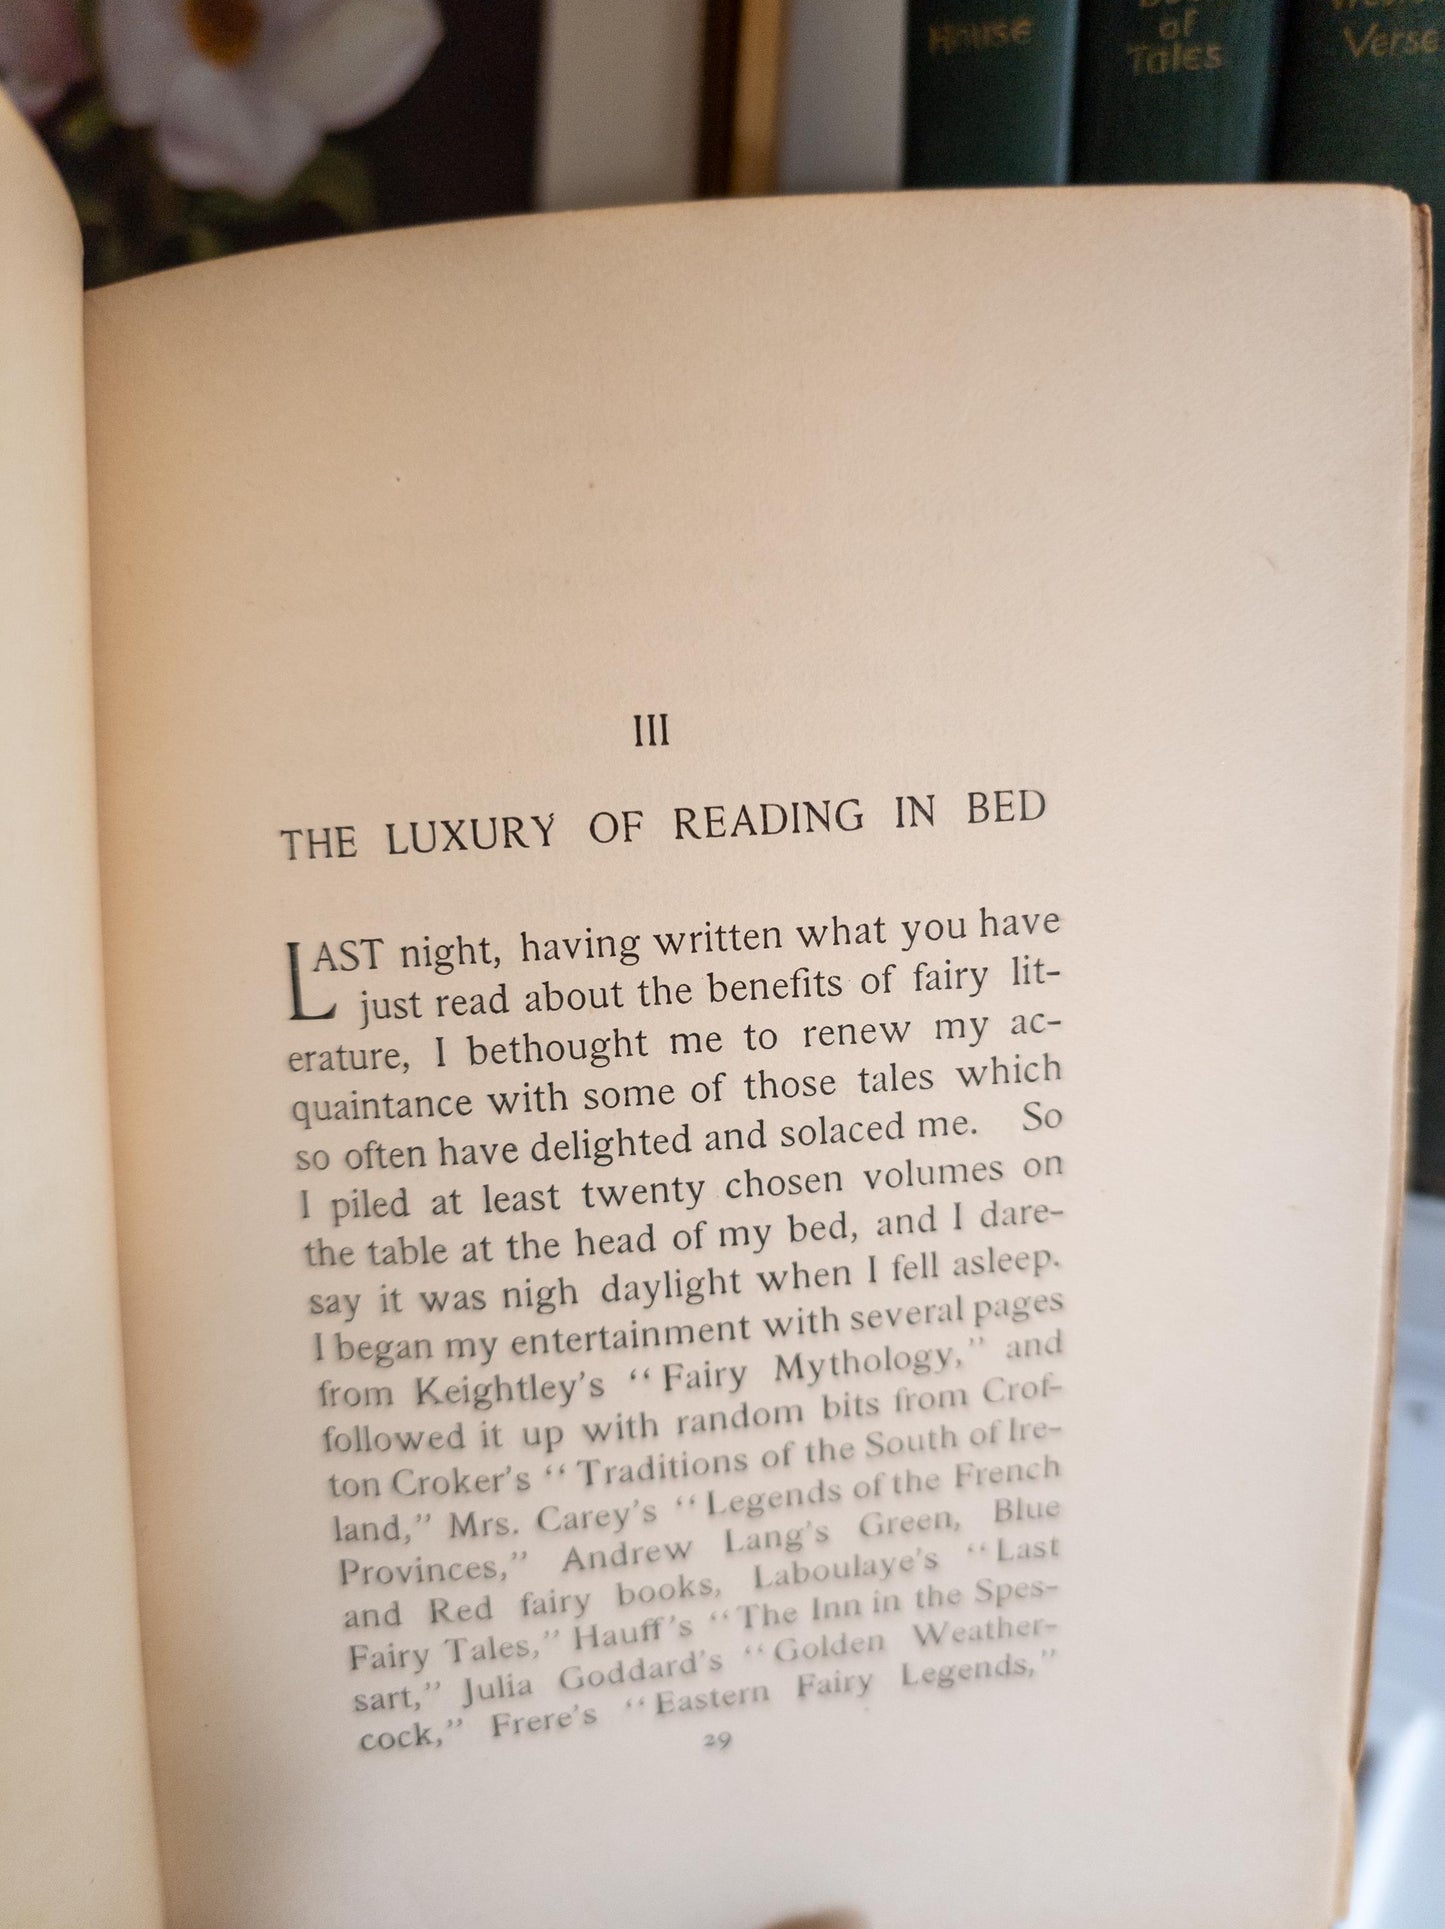 House
of
Tales
Verse
III
THE LUXURY OF READING IN BED
LAST night, having written what you have
just read about the benefits of fairy lit-
erature, I bethought me to renew my ac-
quaintance with some of those tales which
so often have delighted and solaced me. So
I piled at least twenty chosen volumes on
the table at the head of my bed, and I dare-
say it was nigh daylight when I fell asleep.
I began my entertainment with several pages
from Keightley's "Fairy Mythology," and
followed it up with random bits from Crof-
ton Croker's "Traditions of the South of Ire-
land," Mrs. Carey's "Legends of the French
Provinces," Andrew Lang's Green, Blue
and Red fairy books, Laboulaye's "Last
Fairy Tales," Hauff's "The Inn in the Spes-
sart," Julia Goddard's "Golden Weather-
cock," Frere's "Eastern Fairy Legends,"
29